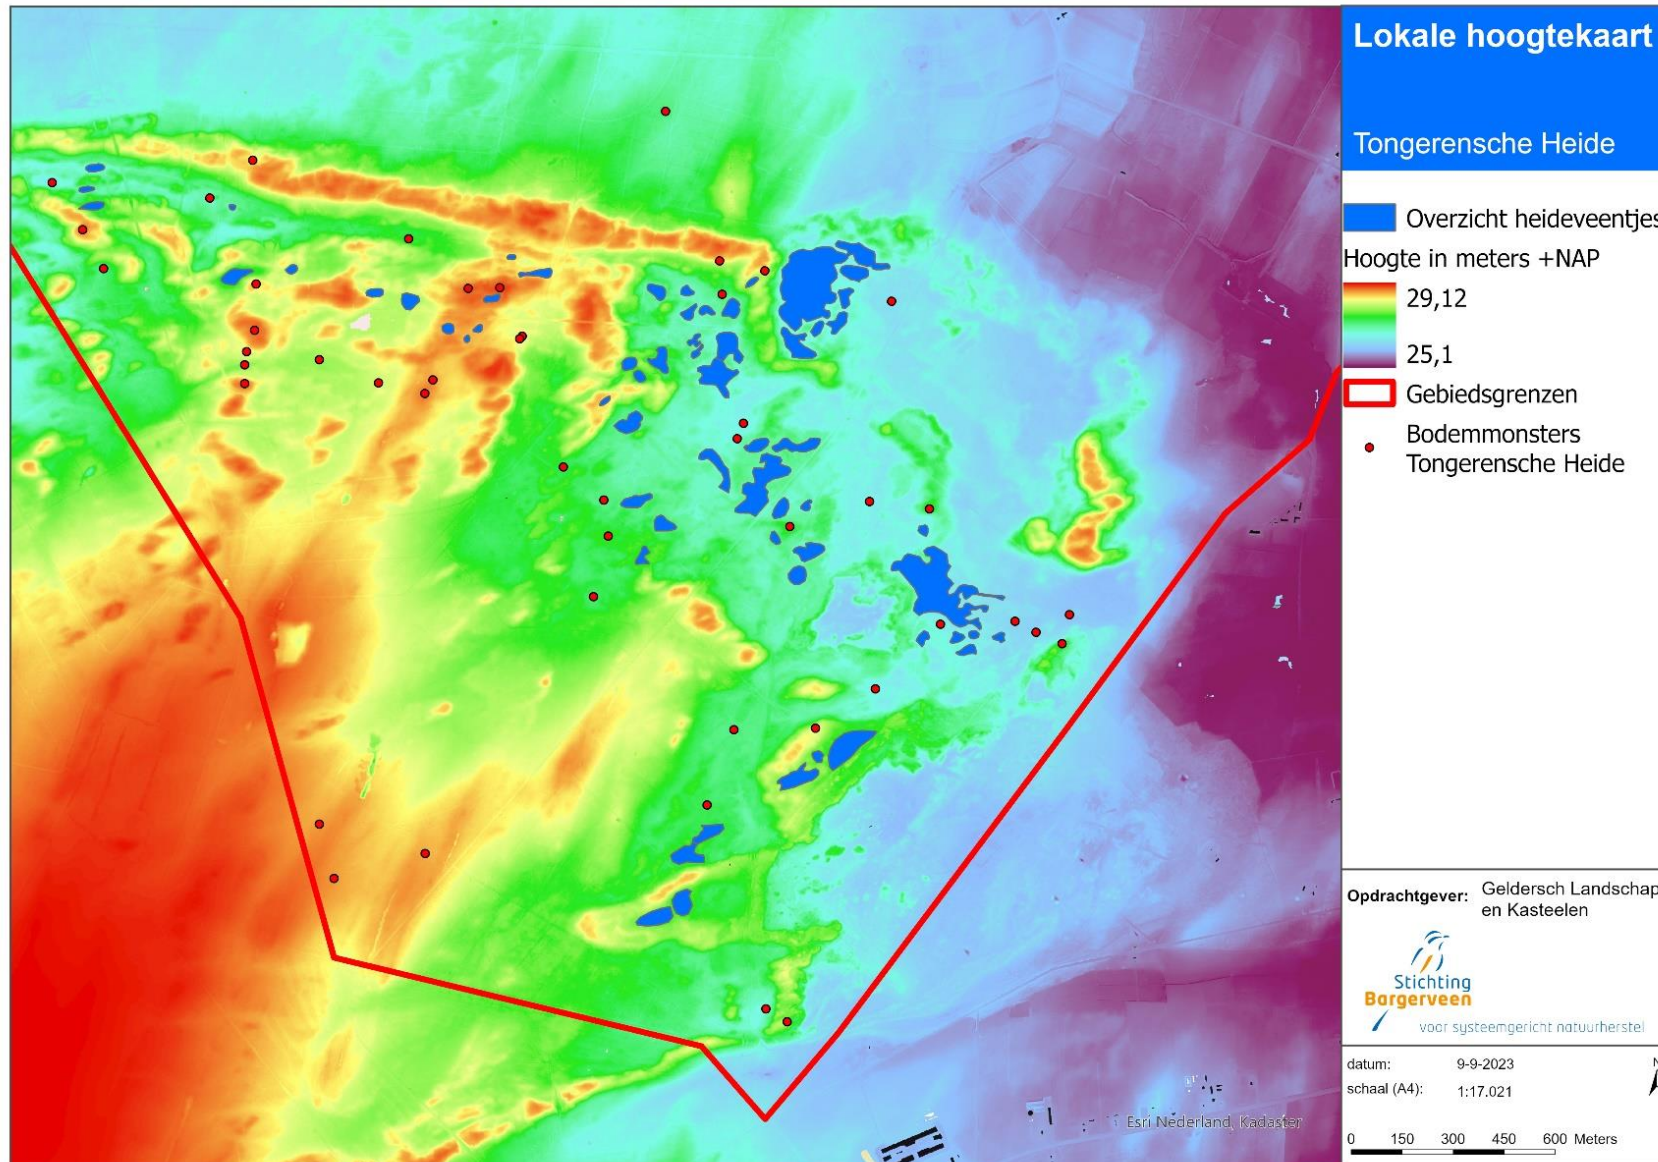 Lokale hoogtekaart
Tongerensche Heide
Overzicht heideveentjes
Hoogte in meters +NAP
29,12
25,1
Gebiedsgrenzen
Bodemmonsters
Tongerensche Heide
Opdrachtgever: Geldersch Landschap
en Kasteelen
Stichting
Bargerveen
voor systeemgericht natuurherstel
datum: 9-9-2023
N
schaal (A4): 1:17.021
Esri Nederland, Kadaster
0 150 300 450 600 Meters